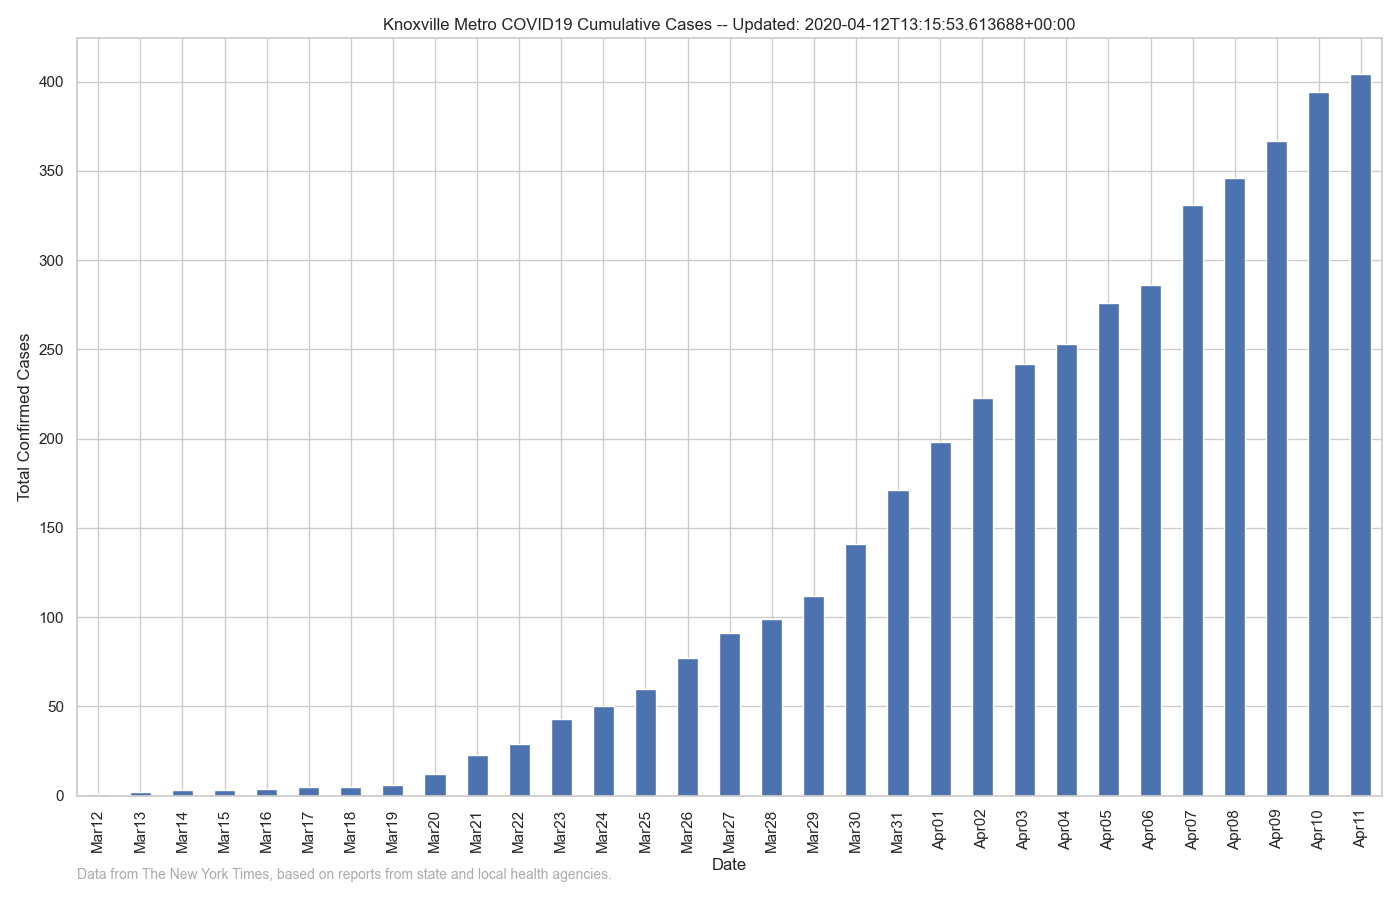 Knoxville Metro COVID19 Cumulative Cases -- Updated: 2020-04-12T13:15:53.613688+00:00
Total Confirmed Cases
400
350
300
250
200
150
100
50
0
Mar12
Mar13
Mar14
Mar15
Mar16
Mar17
Mar18
Mar19
Mar20
Mar21
Mar22
Mar23
Mar24
Mar25
Mar26
Mar27
Mar28
Mar29
Mar30
Mar31
Apr01
Apr02
Apr03
Apr04
Apr05
Apr06
Apr07
Apr08
Apr09
Apr10
Apr11
Date
Data from The New York Times, based on reports from state and local health agencies.